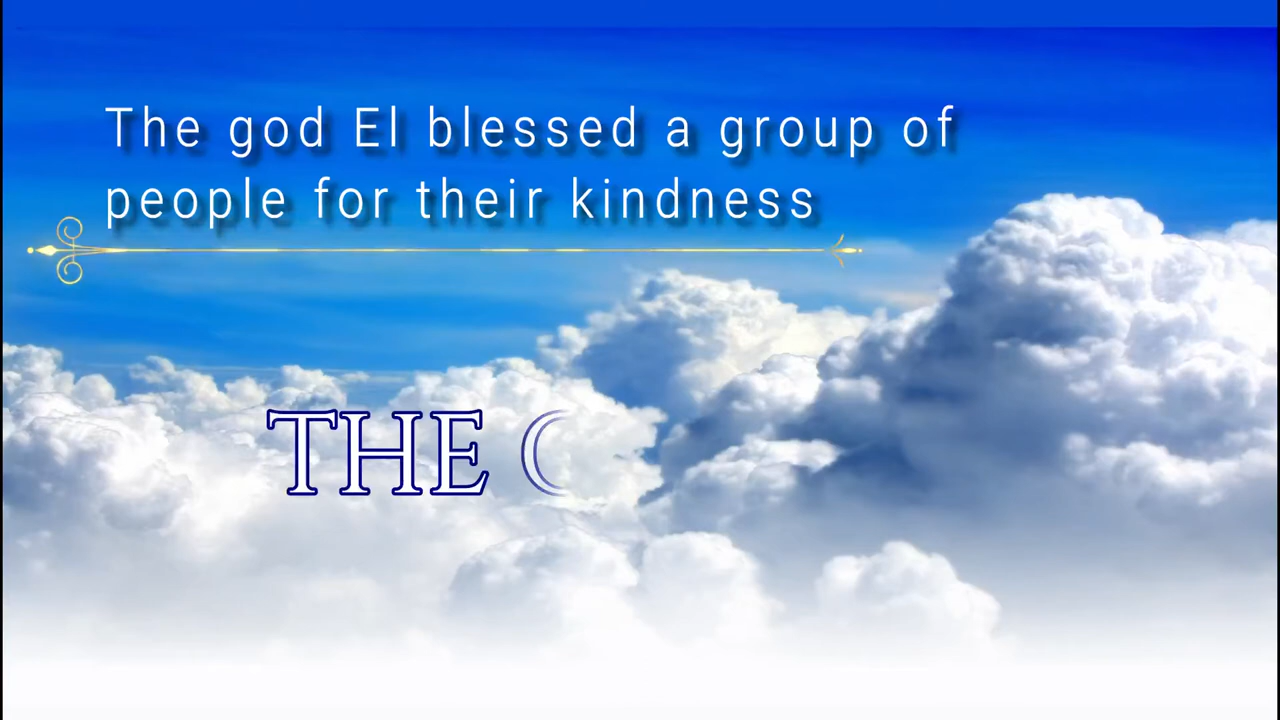 The god El blessed a group of
people for their kindness
THE